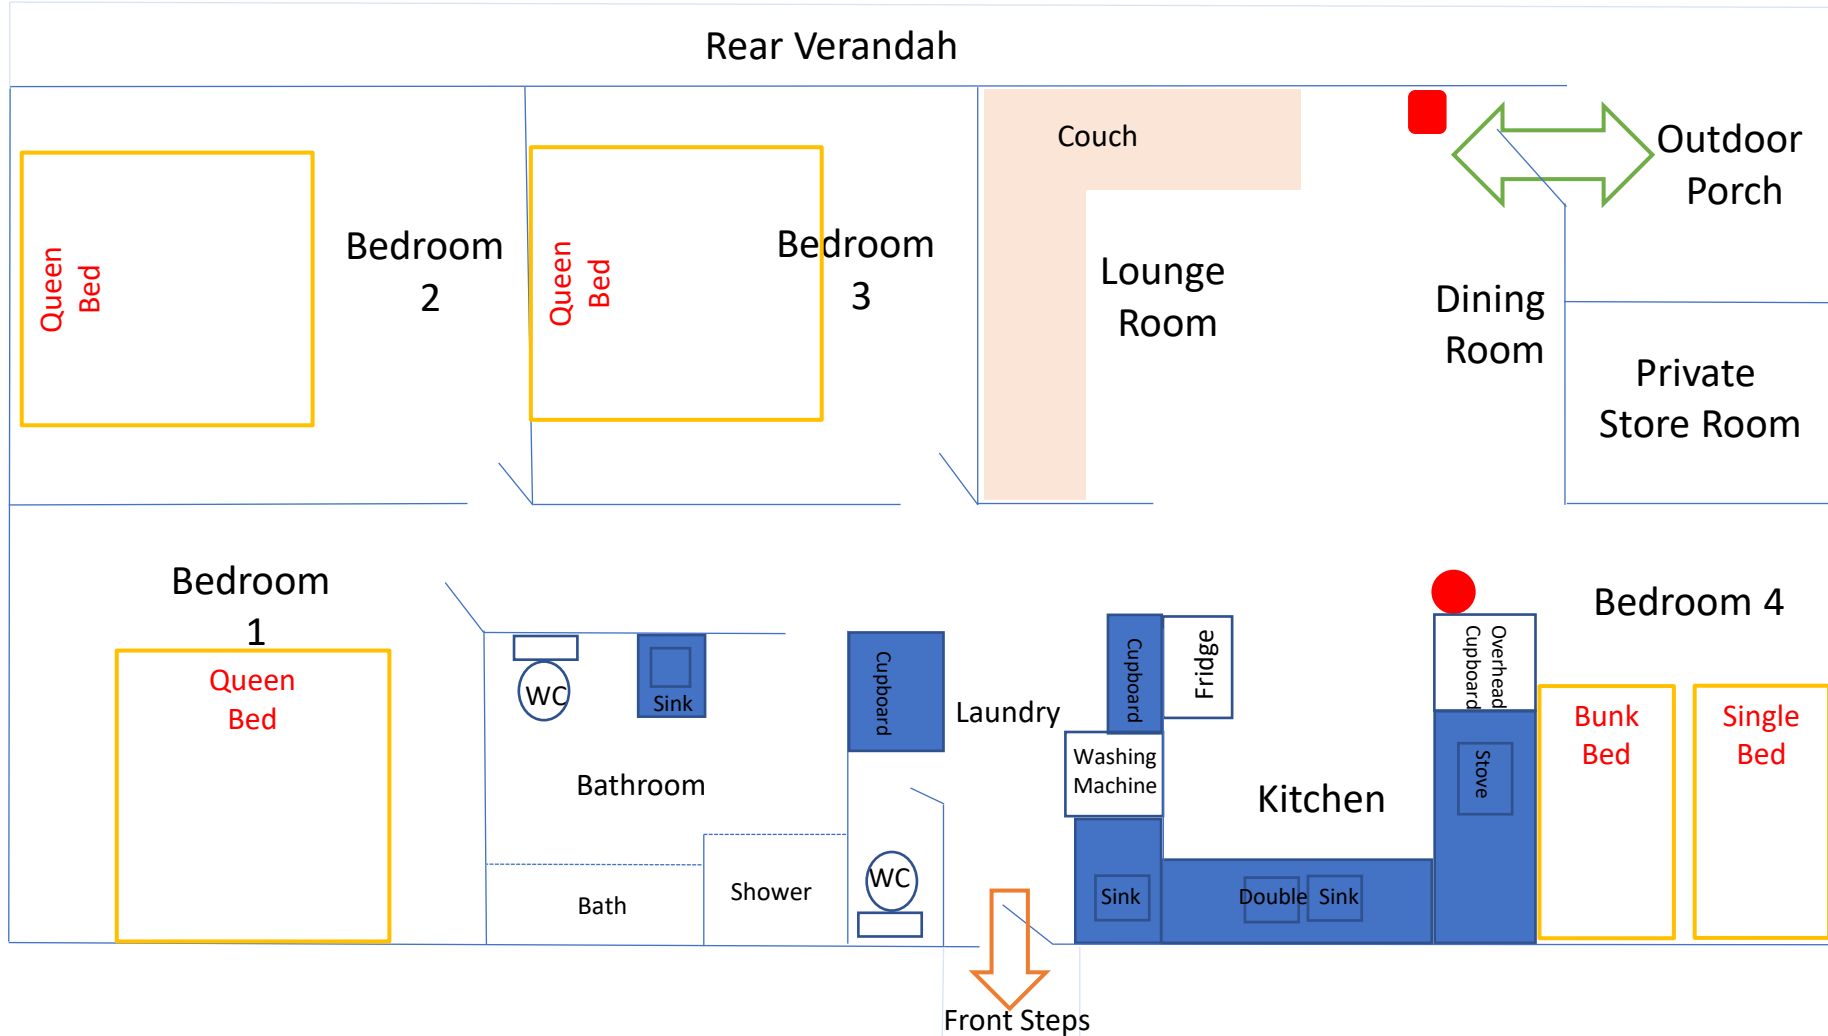 Rear Verandah
Couch
Outdoor
Porch
Queen
Bed
Bedroom
2
Queen
Bed
Bedroom
3
Lounge
Room
Dining
Room
Private
Store Room
Bedroom
1
Queen
Bed
WC
Sink
Cupboard
Laundry
Cupboard
Fridge
Overhead
Cupboard
Bedroom 4
Bunk
Bed
Single
Bed
Washing
Machine
Stove
Bathroom
Kitchen
Bath
Shower
WC
Sink
Double Sink
Front Steps